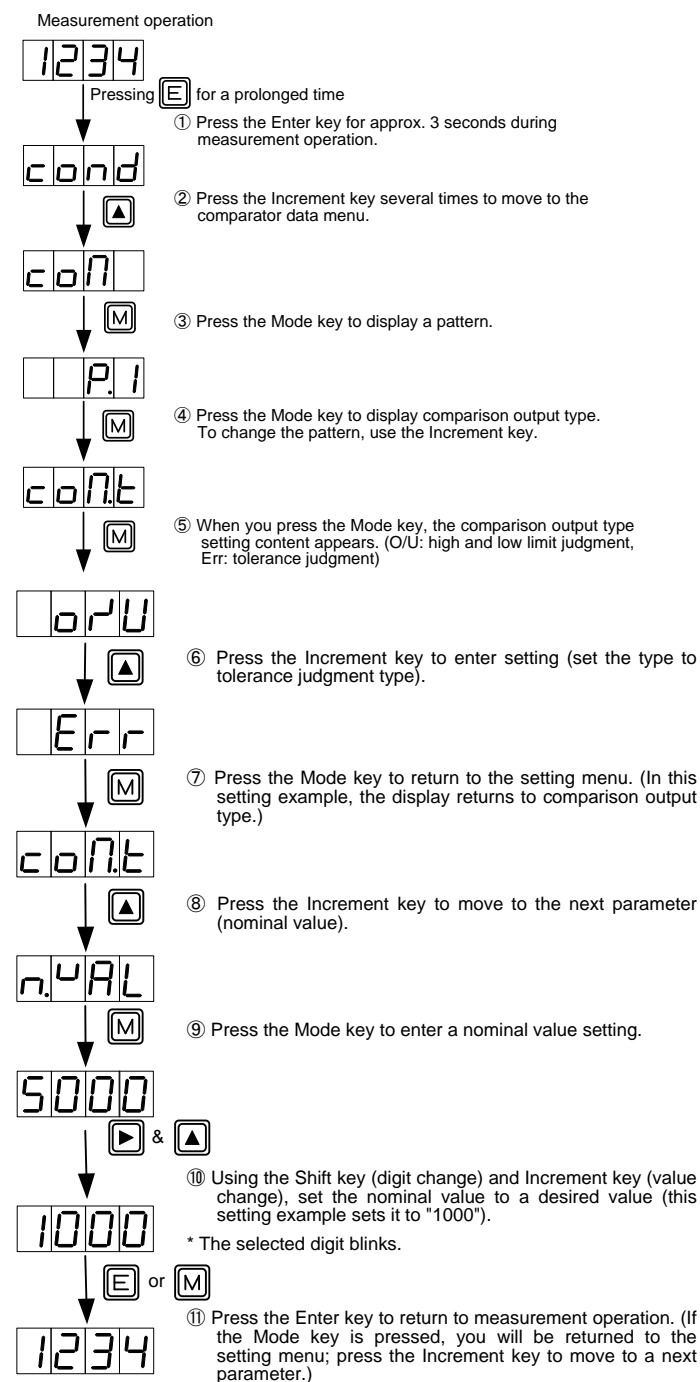 Measurement operation
1234
Pressing E for a prolonged time
① Press the Enter key for approx. 3 seconds during
measurement operation.
cond
② Press the Increment key several times to move to the
comparator data menu.
coM
M
③ Press the Mode key to display a pattern.
P. 1
M
④ Press the Mode key to display comparison output type.
To change the pattern, use the Increment key.
coM.t
M
⑤ When you press the Mode key, the comparison output type
setting content appears. (O/U: high and low limit judgment,
Err: tolerance judgment)
o/U
⑥ Press the Increment key to enter setting (set the type to
tolerance judgment type).
Err
M
⑦ Press the Mode key to return to the setting menu. (In this
setting example, the display returns to comparison output
type.)
coM.t
⑧ Press the Increment key to move to the next parameter
(nominal value).
n.VAL
M
⑨ Press the Mode key to enter a nominal value setting.
5000
&
⑩ Using the Shift key (digit change) and Increment key (value
change), set the nominal value to a desired value (this
setting example sets it to "1000").
1000
* The selected digit blinks.
E or M
⑪ Press the Enter key to return to measurement operation. (If
the Mode key is pressed, you will be returned to the
setting menu; press the Increment key to move to a next
parameter.)
1234